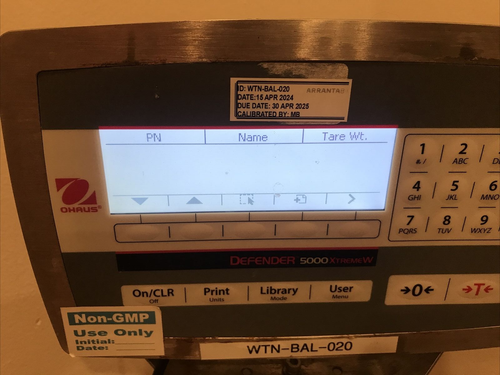 ID: WTN-BAL-020
ARRANTA
DATE: 15 APR 2024
DUE DATE: 30 APR 2025
CALIBRATED BY: MB
PN Name Tare Wt.
OHAUS
1 2
& / ABC
4 5 6
GHI JKL MNO
7 8 9
PQRS TUV WXYZ
DEFENDER 5000 XTREMEW
On/CLR Print Library User
Off Units Mode Menu
→0← →T←
Non-GMP
Use Only
Initial:
Date:
WTN-BAL-020